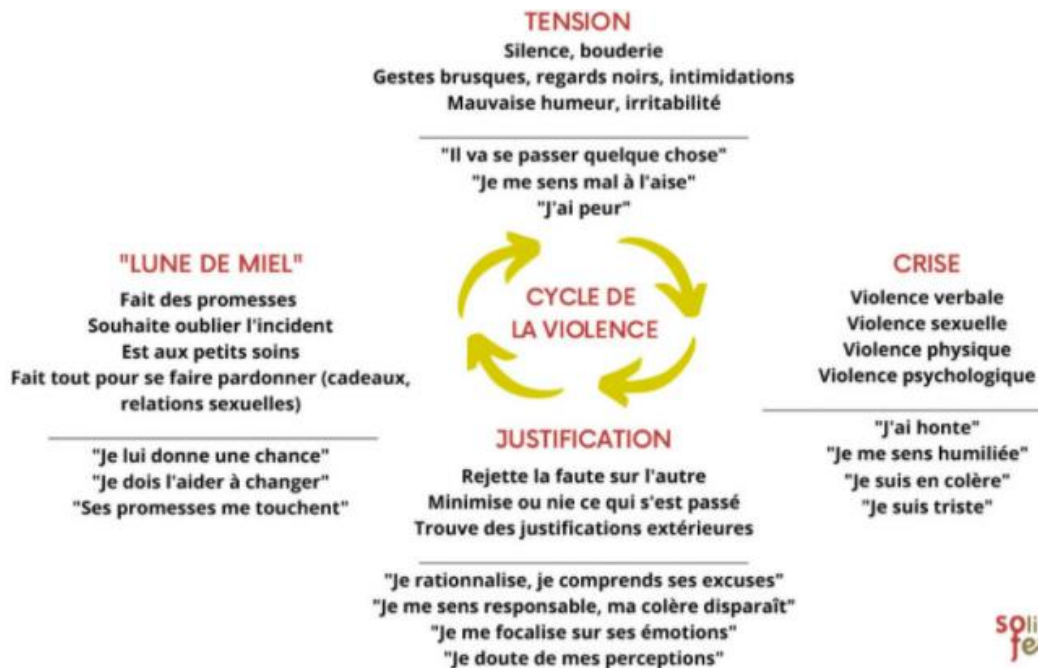 TENSION
Silence, bouderie
Gestes brusques, regards noirs, intimidations
Mauvaise humeur, irritabilité
"Il va se passer quelque chose"
"Je me sens mal à l'aise"
"J'ai peur"
"LUNE DE MIEL"
Fait des promesses
Souhaite oublier l'incident
Est aux petits soins
Fait tout pour se faire pardonner (cadeaux,
relations sexuelles)
"Je lui donne une chance"
"Je dois l'aider à changer"
"Ses promesses me touchent"
CYCLE DE
LA VIOLENCE
CRISE
Violence verbale
Violence sexuelle
Violence physique
Violence psychologique
"J'ai honte"
"Je me sens humiliée"
"Je suis en colère"
"Je suis triste"
JUSTIFICATION
Rejette la faute sur l'autre
Minimise ou nie ce qui s'est passé
Trouve des justifications extérieures
"Je rationnalise, je comprends ses excuses"
"Je me sens responsable, ma colère disparaît"
"Je me focalise sur ses émotions"
"Je doute de mes perceptions"